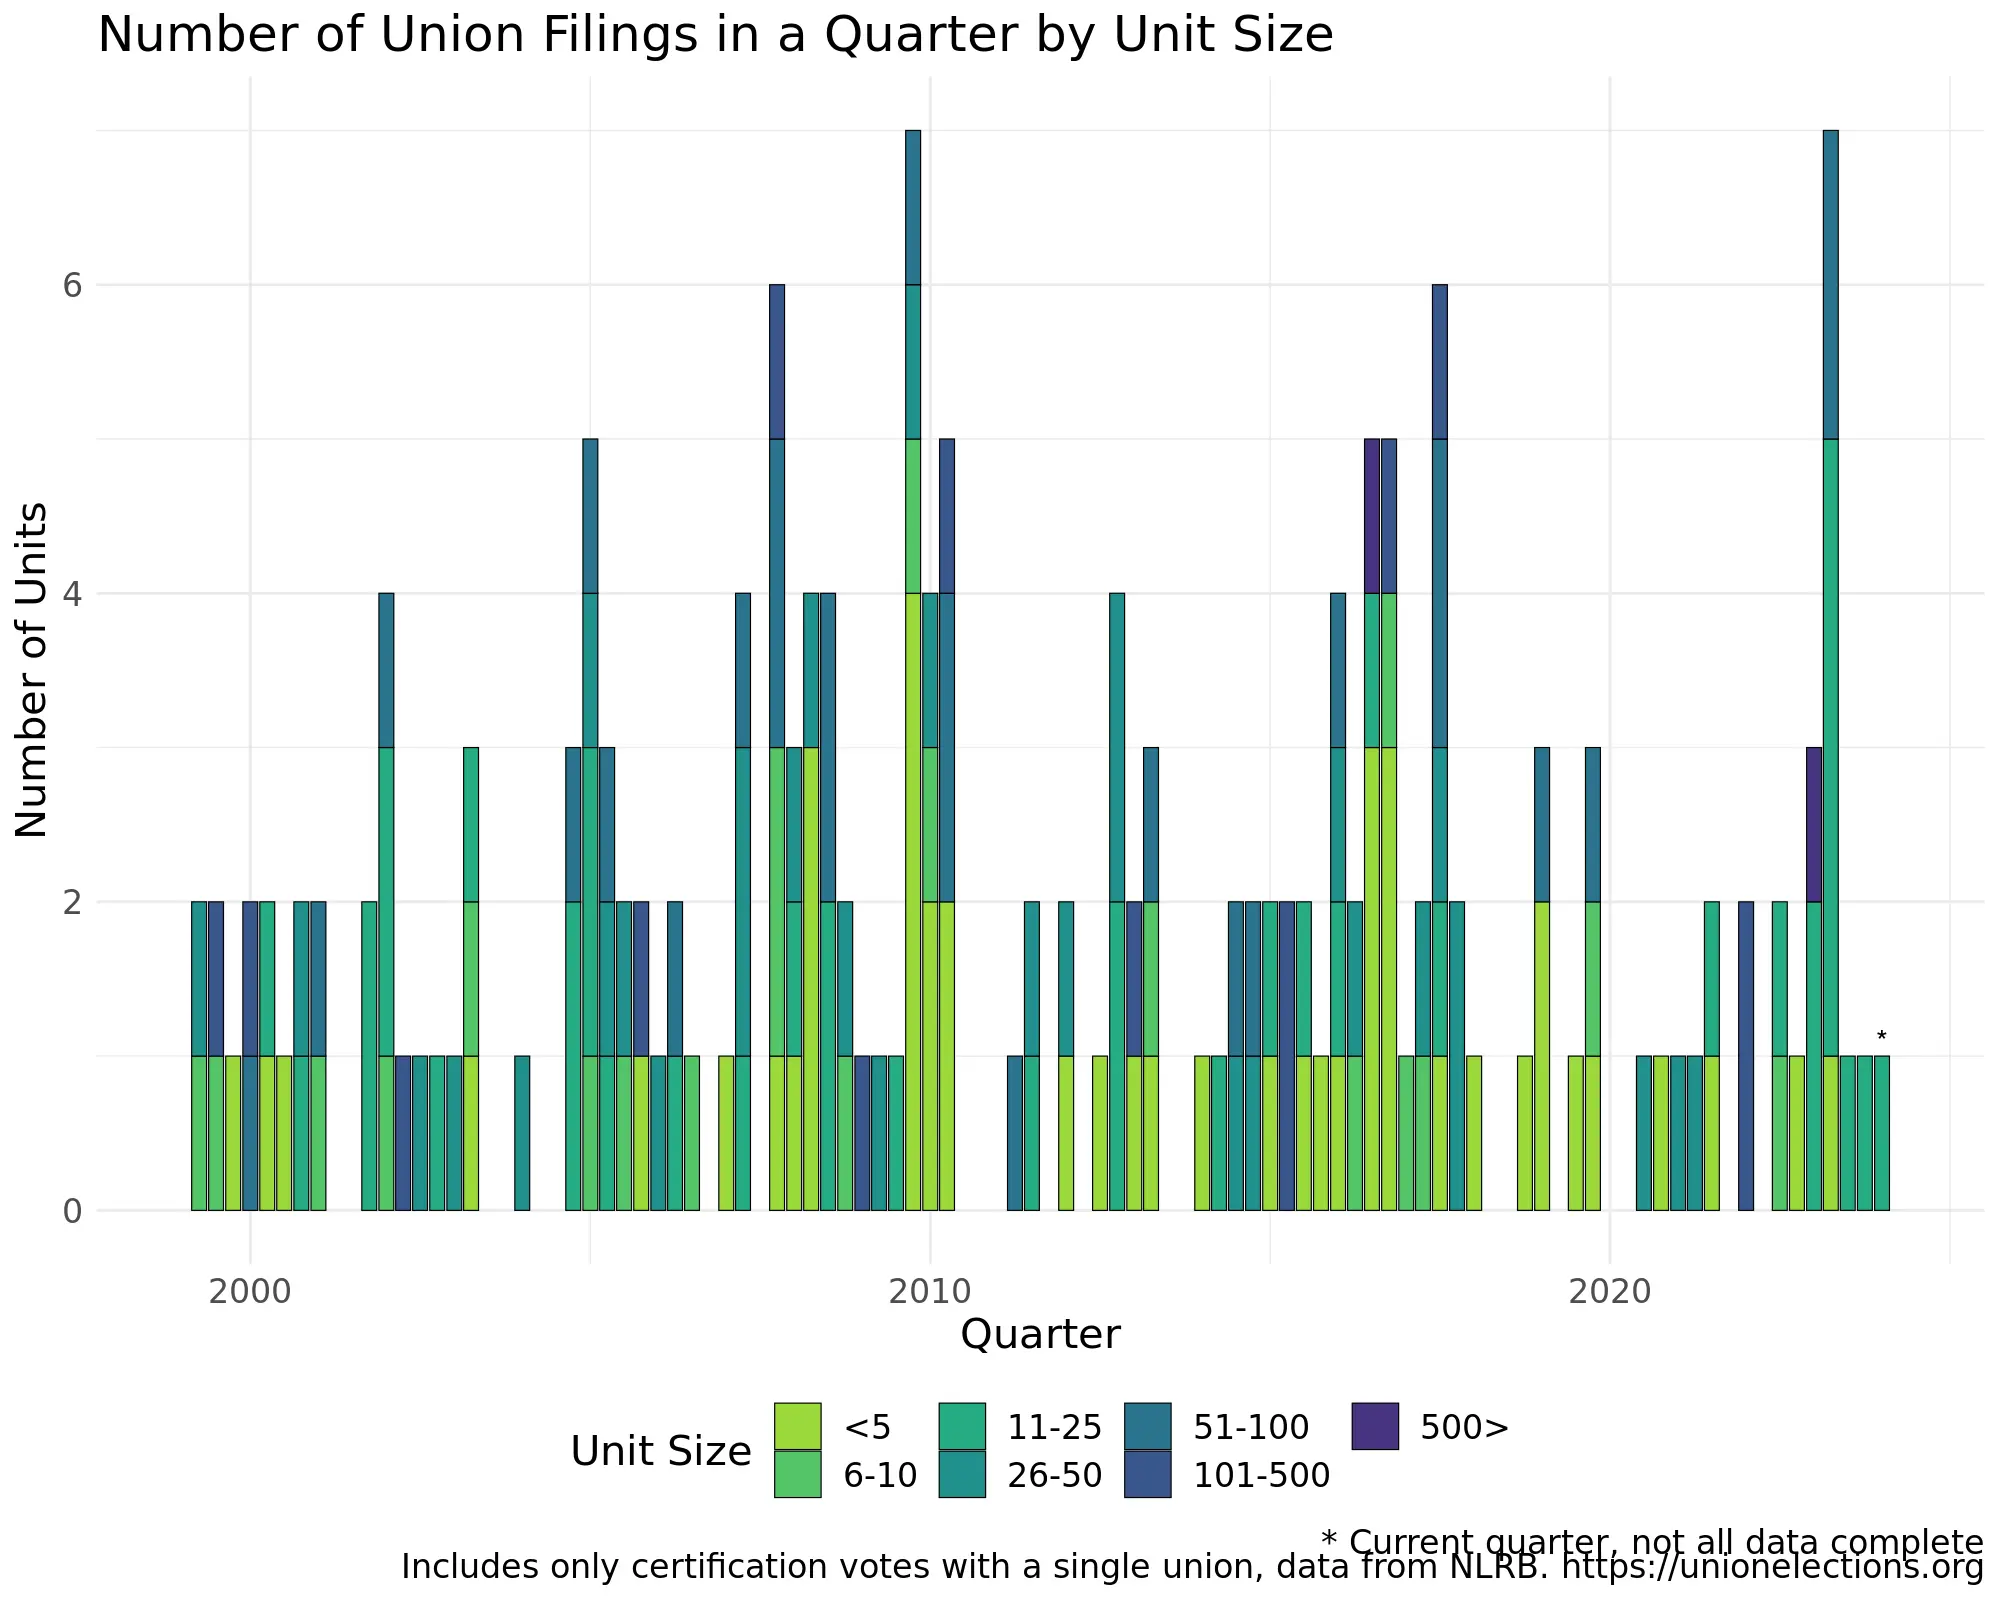 Number of Union Filings in a Quarter by Unit Size
Number of Units
6
4
2
0
*
2000 2010 2020
Quarter
Unit Size
<5 11-25 51-100 500>
6-10 26-50 101-500
* Current quarter, not all data complete
Includes only certification votes with a single union, data from NLRB. https://unionelections.org